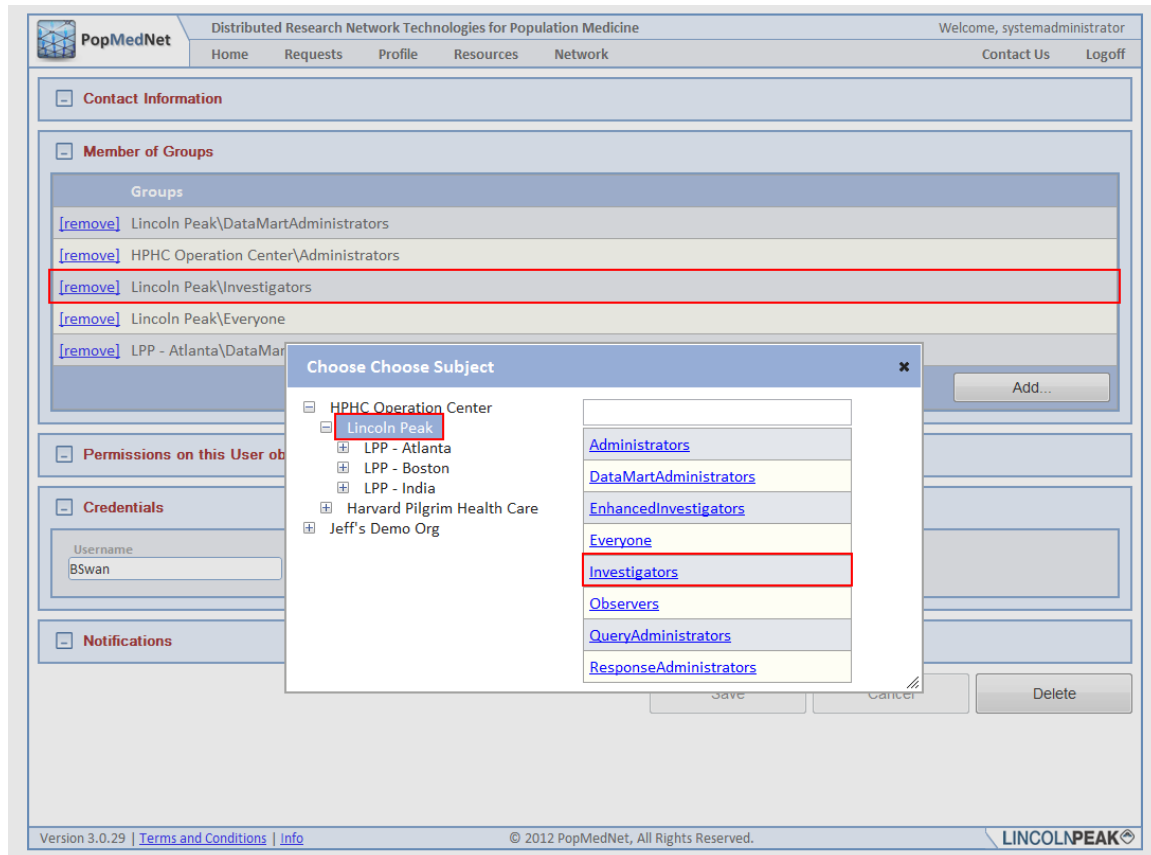 PopMedNet
Distributed Research Network Technologies for Population Medicine
Welcome, systemadministrator
Home Requests Profile Resources Network Contact Us Logoff
Contact Information
Member of Groups
Groups
[remove] Lincoln Peak\DataMartAdministrators
[remove] HPHC Operation Center\Administrators
[remove] Lincoln Peak\Investigators
[remove] Lincoln Peak\Everyone
[remove] LPP - Atlanta\DataMar
Add...
Choose Choose Subject
HPHC Operation Center
Lincoln Peak
LPP - Atlanta
LPP - Boston
LPP - India
Harvard Pilgrim Health Care
Jeff's Demo Org
Administrators
DataMartAdministrators
EnhancedInvestigators
Everyone
Investigators
Observers
QueryAdministrators
ResponseAdministrators
Permissions on this User ob
Credentials
Username
BSwan
Notifications
Save Cancel Delete
Version 3.0.29 | Terms and Conditions | Info
© 2012 PopMedNet, All Rights Reserved.
LINCOLNPEAK